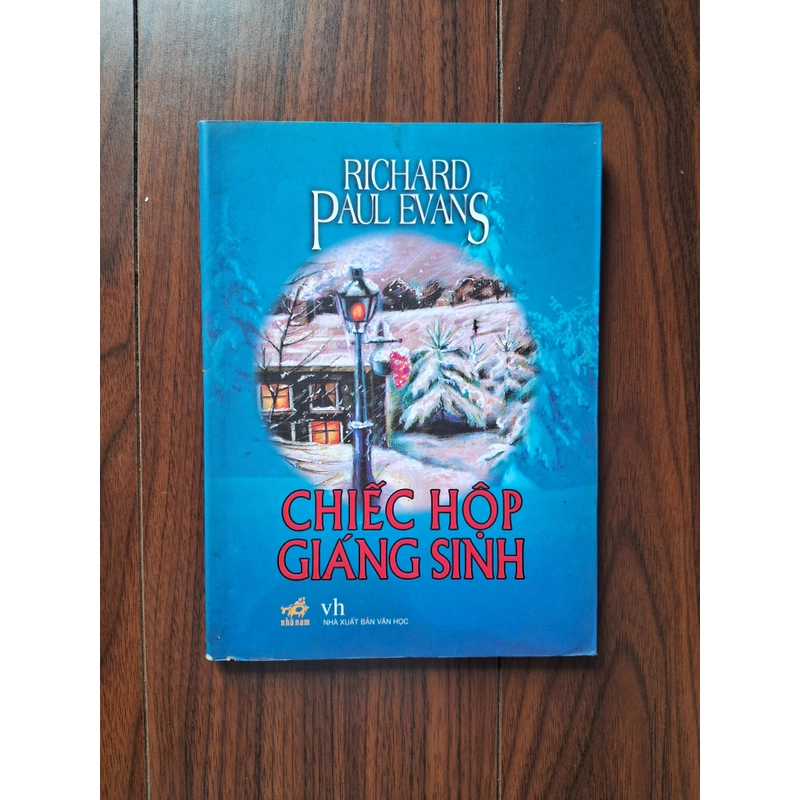 RICHARD
PAUL EVANS
CHIẾC HỘP
GIÁNG SINH
nhã nam
vh
NHÀ XUẤT BẢN VĂN HỌC